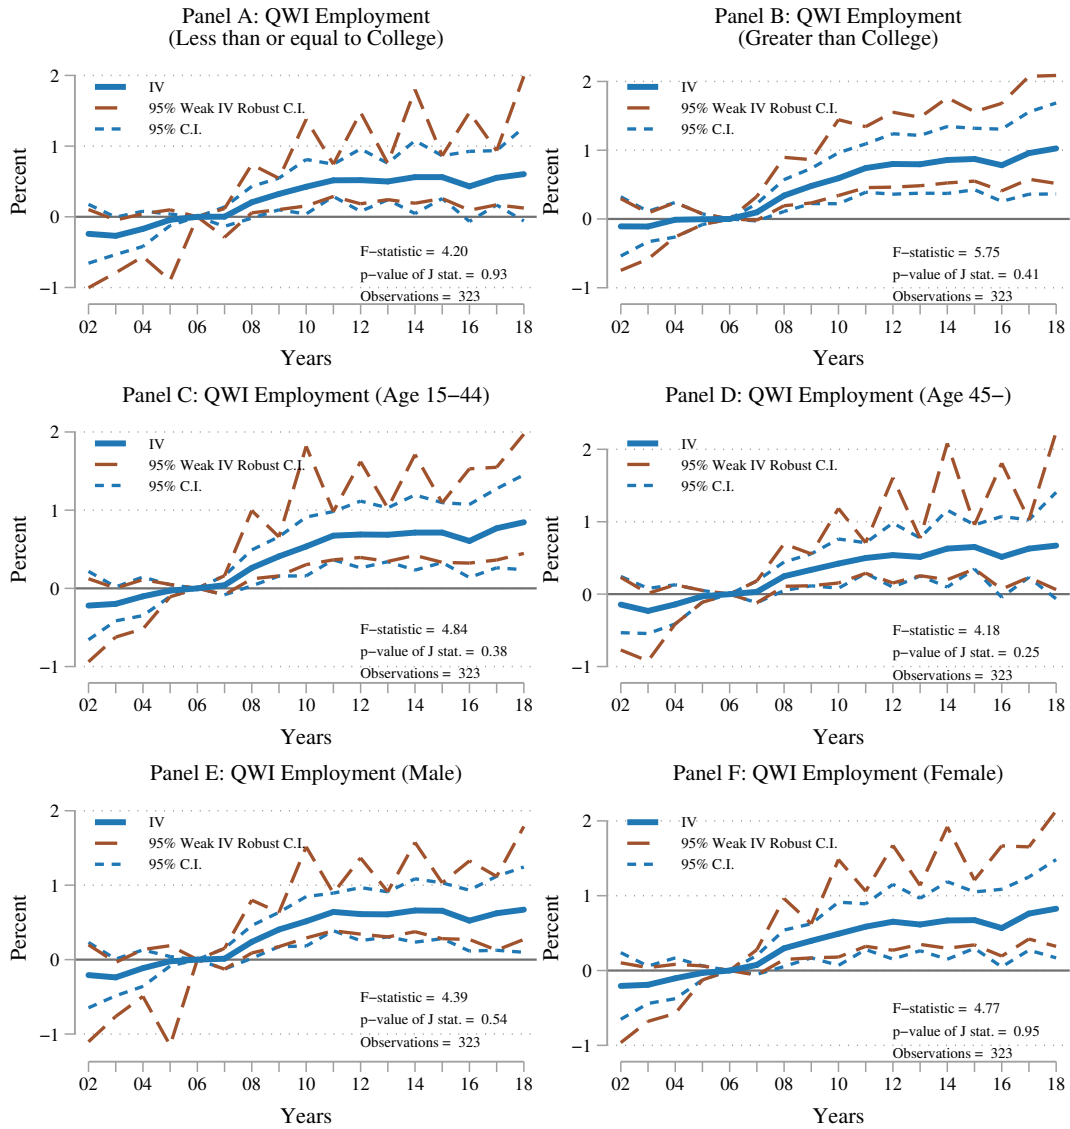 Panel A: QWI Employment
(Less than or equal to College)
2
1
0
−1
Percent
IV
95% Weak IV Robust C.I.
95% C.I.
F−statistic = 4.20
p−value of J stat. = 0.93
Observations = 323
02 04 06 08 10 12 14 16 18
Years
Panel B: QWI Employment
(Greater than College)
2
1
0
−1
Percent
IV
95% Weak IV Robust C.I.
95% C.I.
F−statistic = 5.75
p−value of J stat. = 0.41
Observations = 323
02 04 06 08 10 12 14 16 18
Years
Panel C: QWI Employment (Age 15−44)
2
1
0
−1
Percent
IV
95% Weak IV Robust C.I.
95% C.I.
F−statistic = 4.84
p−value of J stat. = 0.38
Observations = 323
02 04 06 08 10 12 14 16 18
Years
Panel D: QWI Employment (Age 45−)
2
1
0
−1
Percent
IV
95% Weak IV Robust C.I.
95% C.I.
F−statistic = 4.18
p−value of J stat. = 0.25
Observations = 323
02 04 06 08 10 12 14 16 18
Years
Panel E: QWI Employment (Male)
2
1
0
−1
Percent
IV
95% Weak IV Robust C.I.
95% C.I.
F−statistic = 4.39
p−value of J stat. = 0.54
Observations = 323
02 04 06 08 10 12 14 16 18
Years
Panel F: QWI Employment (Female)
2
1
0
−1
Percent
IV
95% Weak IV Robust C.I.
95% C.I.
F−statistic = 4.77
p−value of J stat. = 0.95
Observations = 323
02 04 06 08 10 12 14 16 18
Years